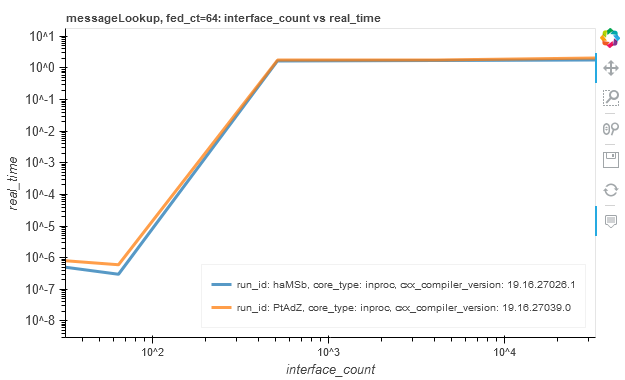 messageLookup, fed_ct=64: interface_count vs real_time
10^1
10^0
10^-1
10^-2
10^-3
10^-4
10^-5
10^-6
10^-7
10^-8
real_time
run_id: haMSb, core_type: inproc, cxx_compiler_version: 19.16.27026.1
run_id: PtAdZ, core_type: inproc, cxx_compiler_version: 19.16.27039.0
10^2
10^3
10^4
interface_count